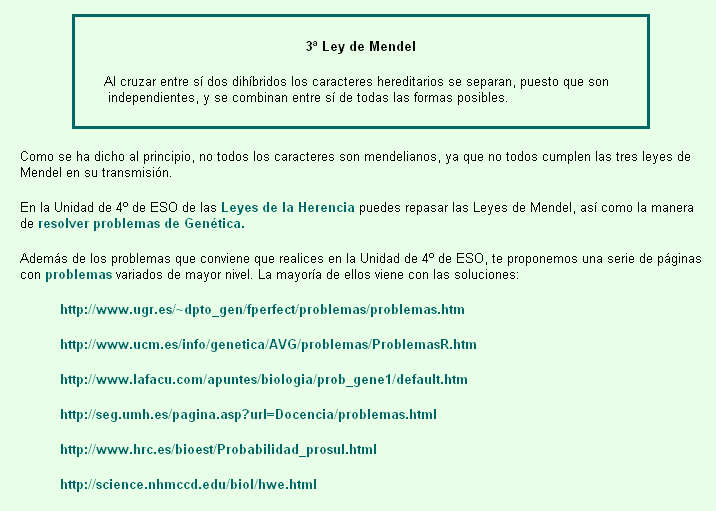 3ª Ley de Mendel
Al cruzar entre sí dos dihíbridos los caracteres hereditarios se separan, puesto que son
independientes, y se combinan entre sí de todas las formas posibles.
Como se ha dicho al principio, no todos los caracteres son mendelianos, ya que no todos cumplen las tres leyes de
Mendel en su transmisión.
En la Unidad de 4º de ESO de las Leyes de la Herencia puedes repasar las Leyes de Mendel, así como la manera
de resolver problemas de Genética.
Además de los problemas que conviene que realices en la Unidad de 4º de ESO, te proponemos una serie de páginas
con problemas variados de mayor nivel. La mayoría de ellos viene con las soluciones:
http://www.ugr.es/~dpto_gen/fperfect/problemas/problemas.htm
http://www.ucm.es/info/genetica/AVG/problemas/ProblemasR.htm
http://www.lafacu.com/apuntes/biologia/prob_gene1/default.htm
http://seg.umh.es/pagina.asp?url=Docencia/problemas.html
http://www.hrc.es/bioest/Probabilidad_prosul.html
http://science.nhmccd.edu/biol/hwe.html